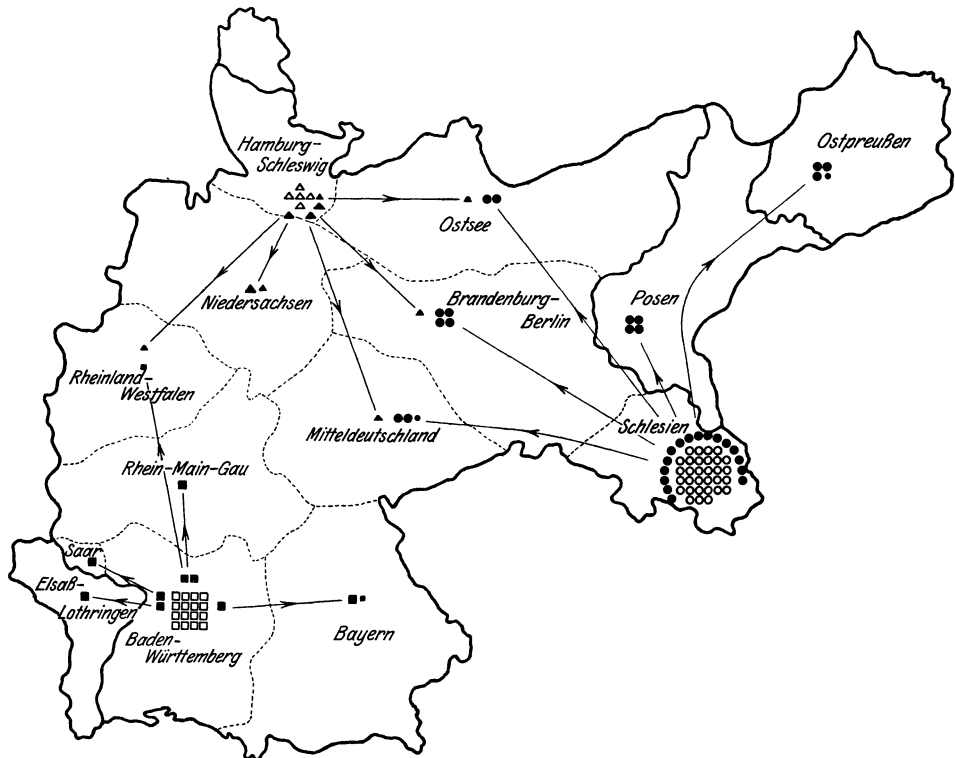 Hamburg-
Schleswig
Ostpreußen
Ostsee
Niedersachsen
Brandenburg-
Berlin
Posen
Rheinland-
Westfalen
Mitteldeutschland
Schlesien
Rhein-Main-Gau
Saar
Elsaß-
Lothringen
Baden-
Württemberg
Bayern